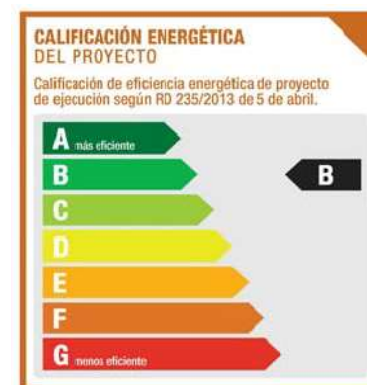 CALIFICACIÓN ENERGÉTICA
DEL PROYECTO
Calificación de eficiencia energética de proyecto
de ejecución según RD 235/2013 de 5 de abril.
A más eficiente
B B
C
D
E
F
G menos eficiente